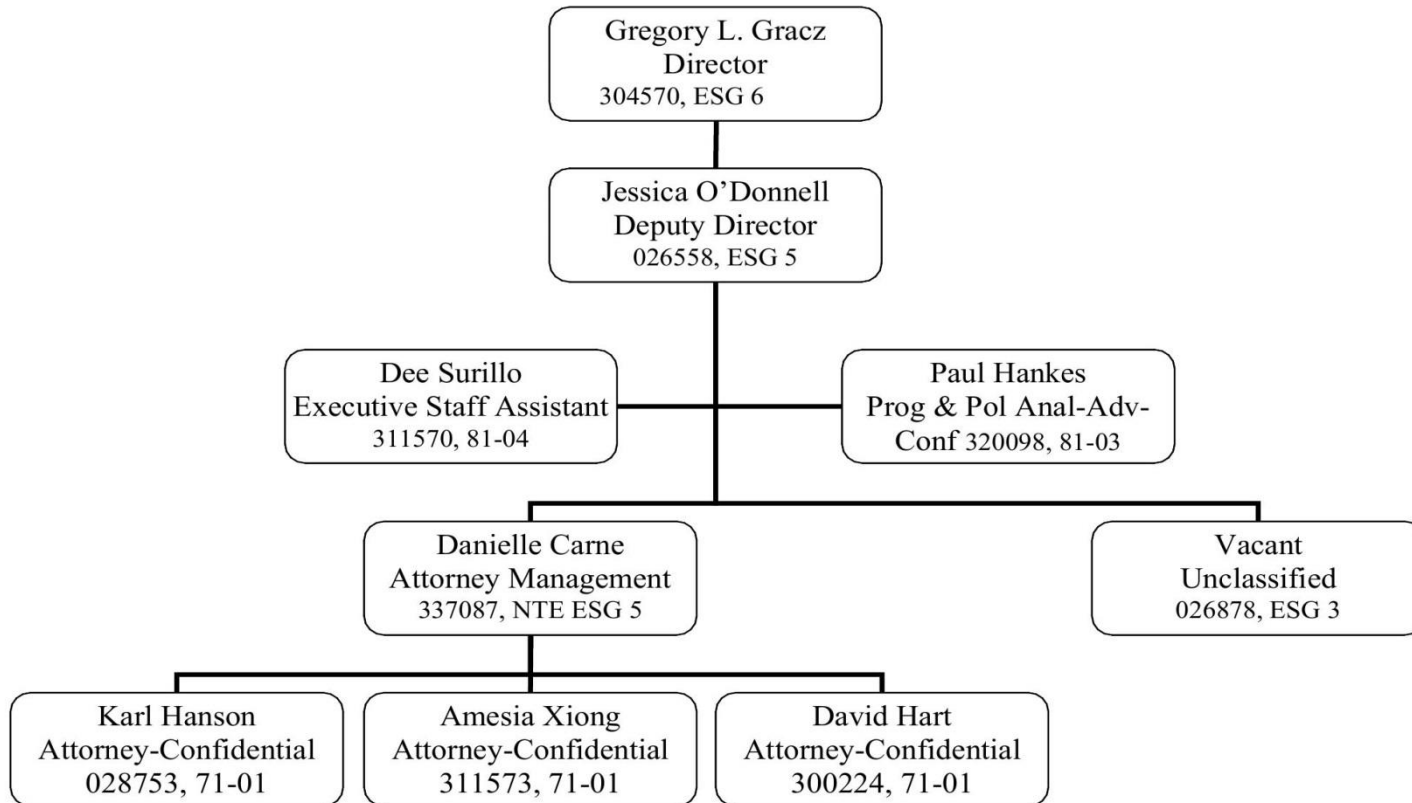 Gregory L. Gracz
Director
304570, ESG 6
Jessica O’Donnell
Deputy Director
026558, ESG 5
Dee Surillo
Executive Staff Assistant
311570, 81-04
Paul Hankes
Prog & Pol Anal-Adv-
Conf 320098, 81-03
Danielle Carne
Attorney Management
337087, NTE ESG 5
Vacant
Unclassified
026878, ESG 3
Karl Hanson
Attorney-Confidential
028753, 71-01
Amesia Xiong
Attorney-Confidential
311573, 71-01
David Hart
Attorney-Confidential
300224, 71-01